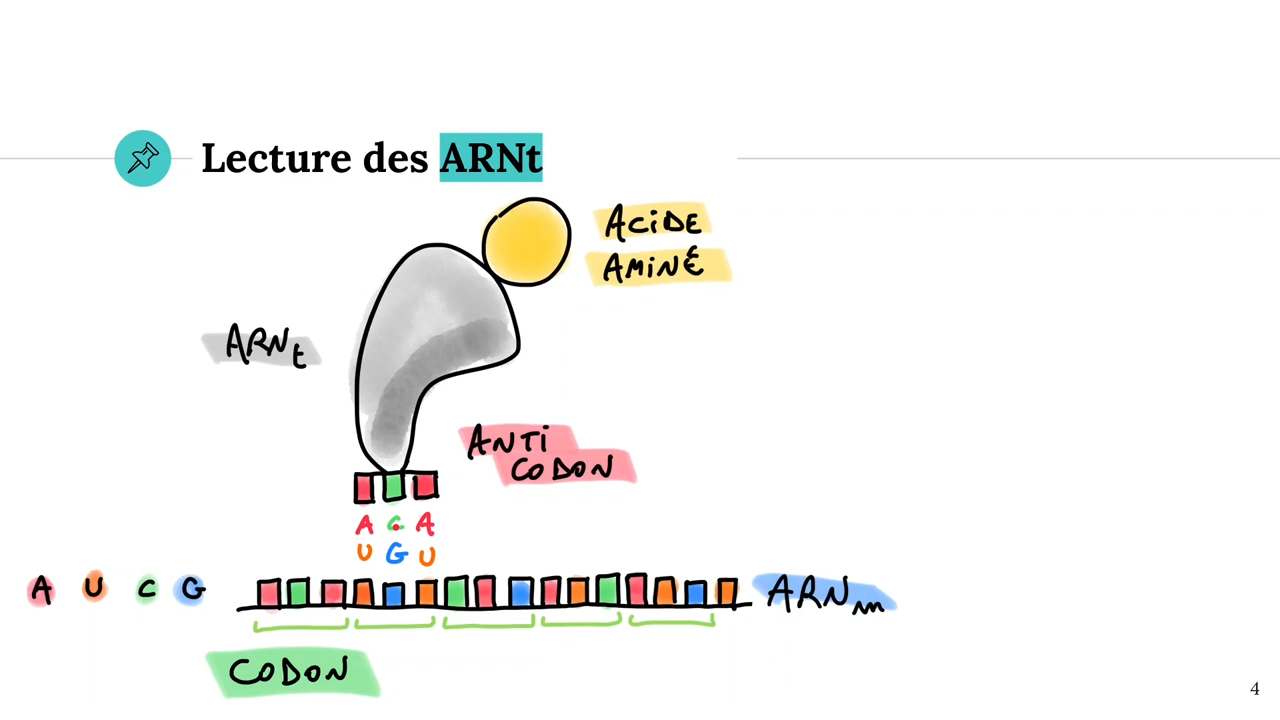 Lecture des ARNt
ACIDE
AMINÉ
ARNt
ANTI
CODON
A C A
U G U
A U C G
ARNm
CODON
4